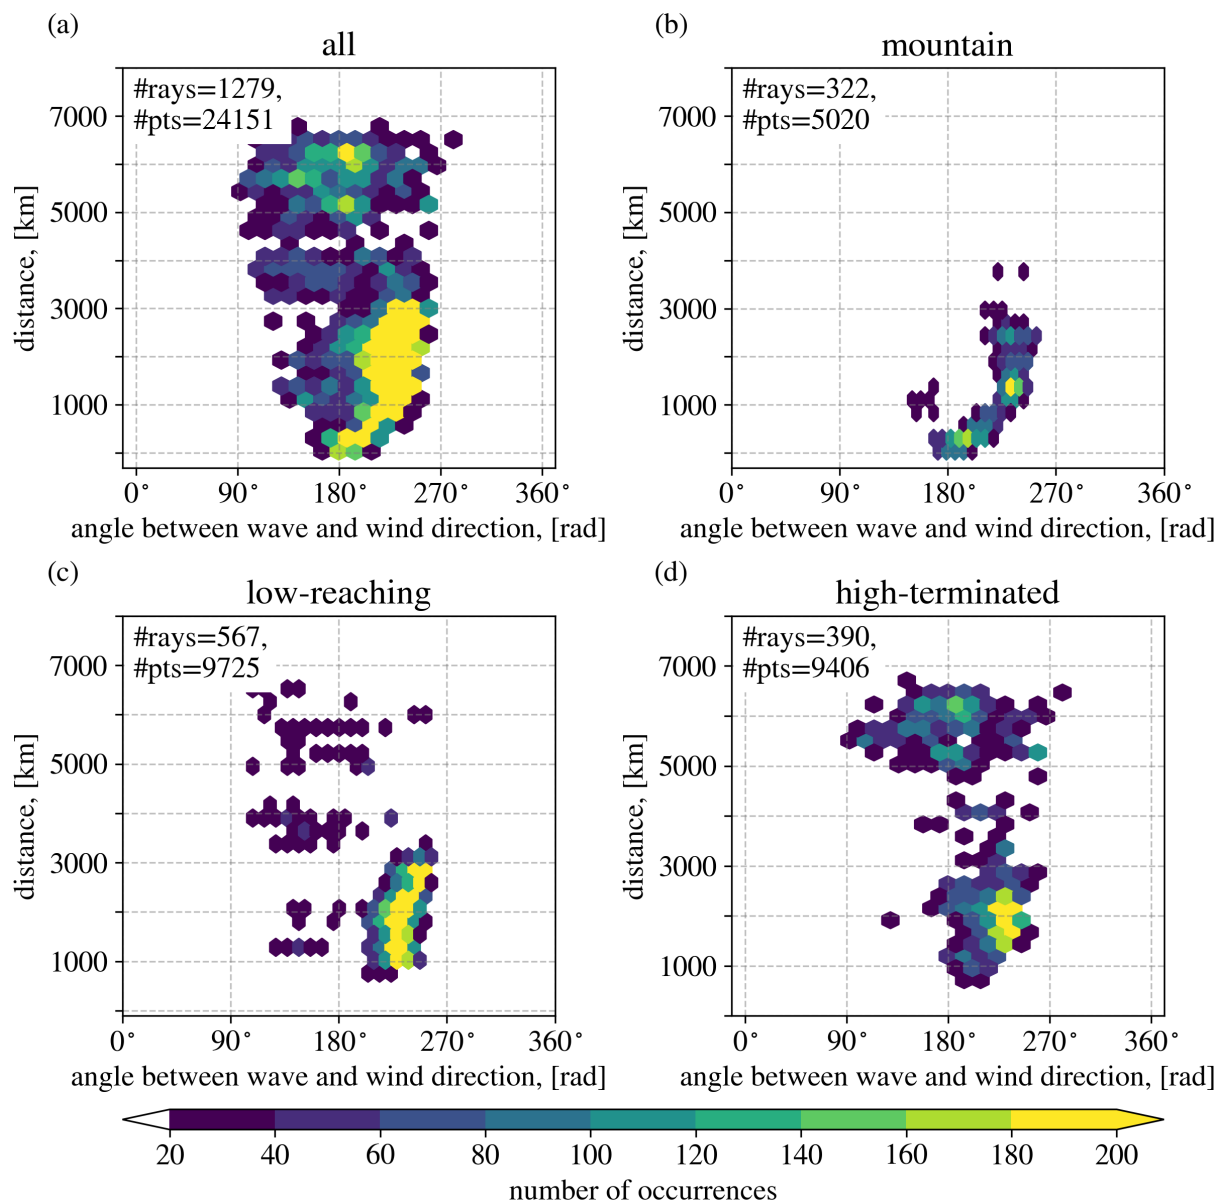 (a)
all
#rays=1279,
#pts=24151
7000
5000
3000
1000
distance, [km]
0° 90° 180° 270° 360°
angle between wave and wind direction, [rad]
(b)
mountain
#rays=322,
#pts=5020
7000
5000
3000
1000
distance, [km]
0° 90° 180° 270° 360°
angle between wave and wind direction, [rad]
(c)
low-reaching
#rays=567,
#pts=9725
7000
5000
3000
1000
distance, [km]
0° 90° 180° 270° 360°
angle between wave and wind direction, [rad]
(d)
high-terminated
#rays=390,
#pts=9406
7000
5000
3000
1000
distance, [km]
0° 90° 180° 270° 360°
angle between wave and wind direction, [rad]
20 40 60 80 100 120 140 160 180 200
number of occurrences